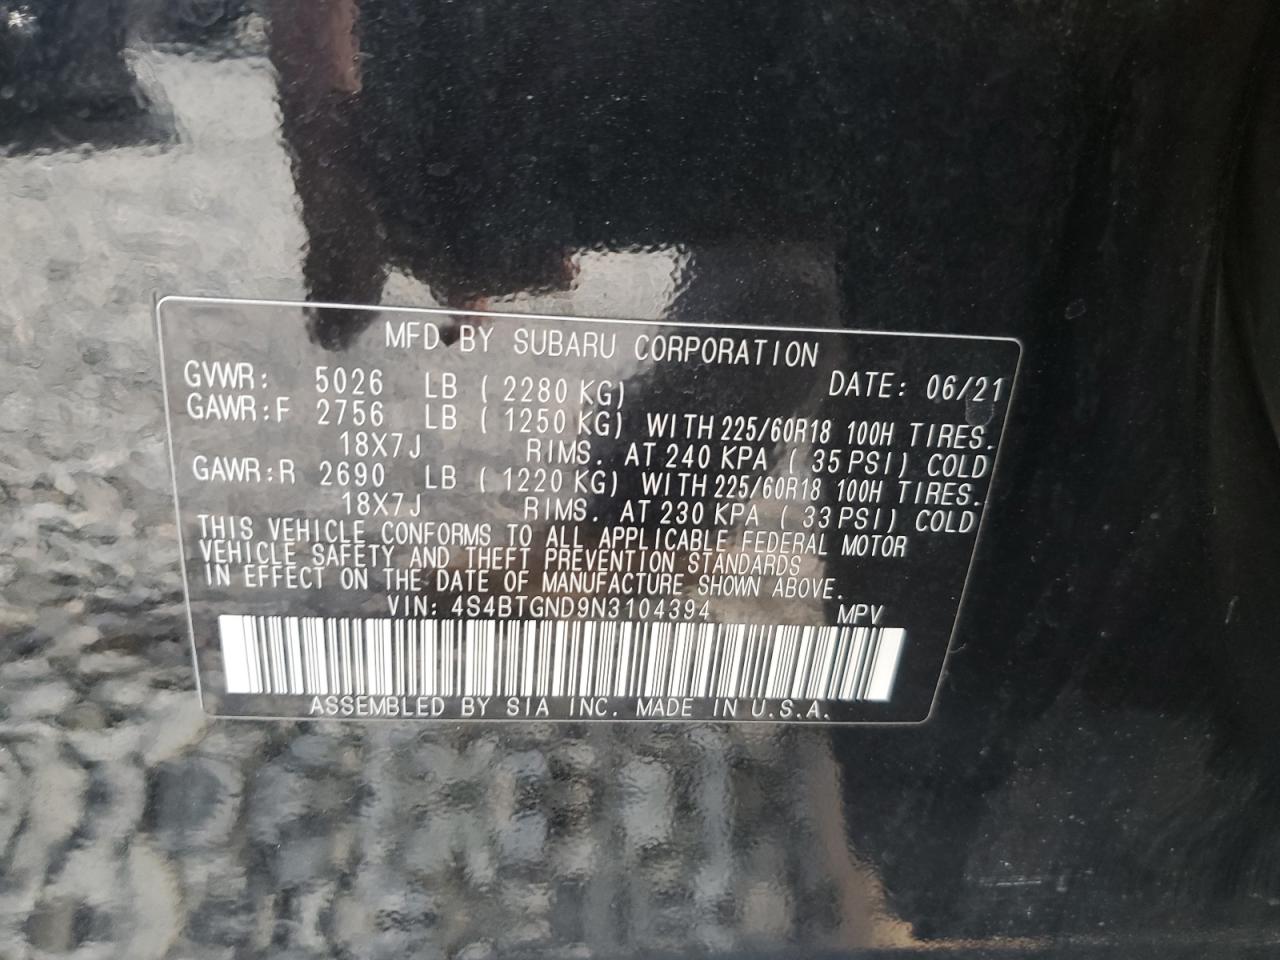 MFD BY SUBARU CORPORATION
GVWR: 5026 LB ( 2280 KG) DATE: 06/21
GAWR:F 2756 LB ( 1250 KG) WITH 225/60R18 100H TIRES.
18X7J RIMS. AT 240 KPA ( 35 PSI) COLD
GAWR:R 2690 LB ( 1220 KG) WITH 225/60R18 100H TIRES.
18X7J RIMS. AT 230 KPA ( 33 PSI) COLD
THIS VEHICLE CONFORMS TO ALL APPLICABLE FEDERAL MOTOR
VEHICLE SAFETY AND THEFT PREVENTION STANDARDS
IN EFFECT ON THE DATE OF MANUFACTURE SHOWN ABOVE.
VIN: 4S4BTGND9N3104394 MPV
ASSEMBLED BY SIA INC. MADE IN U.S.A.